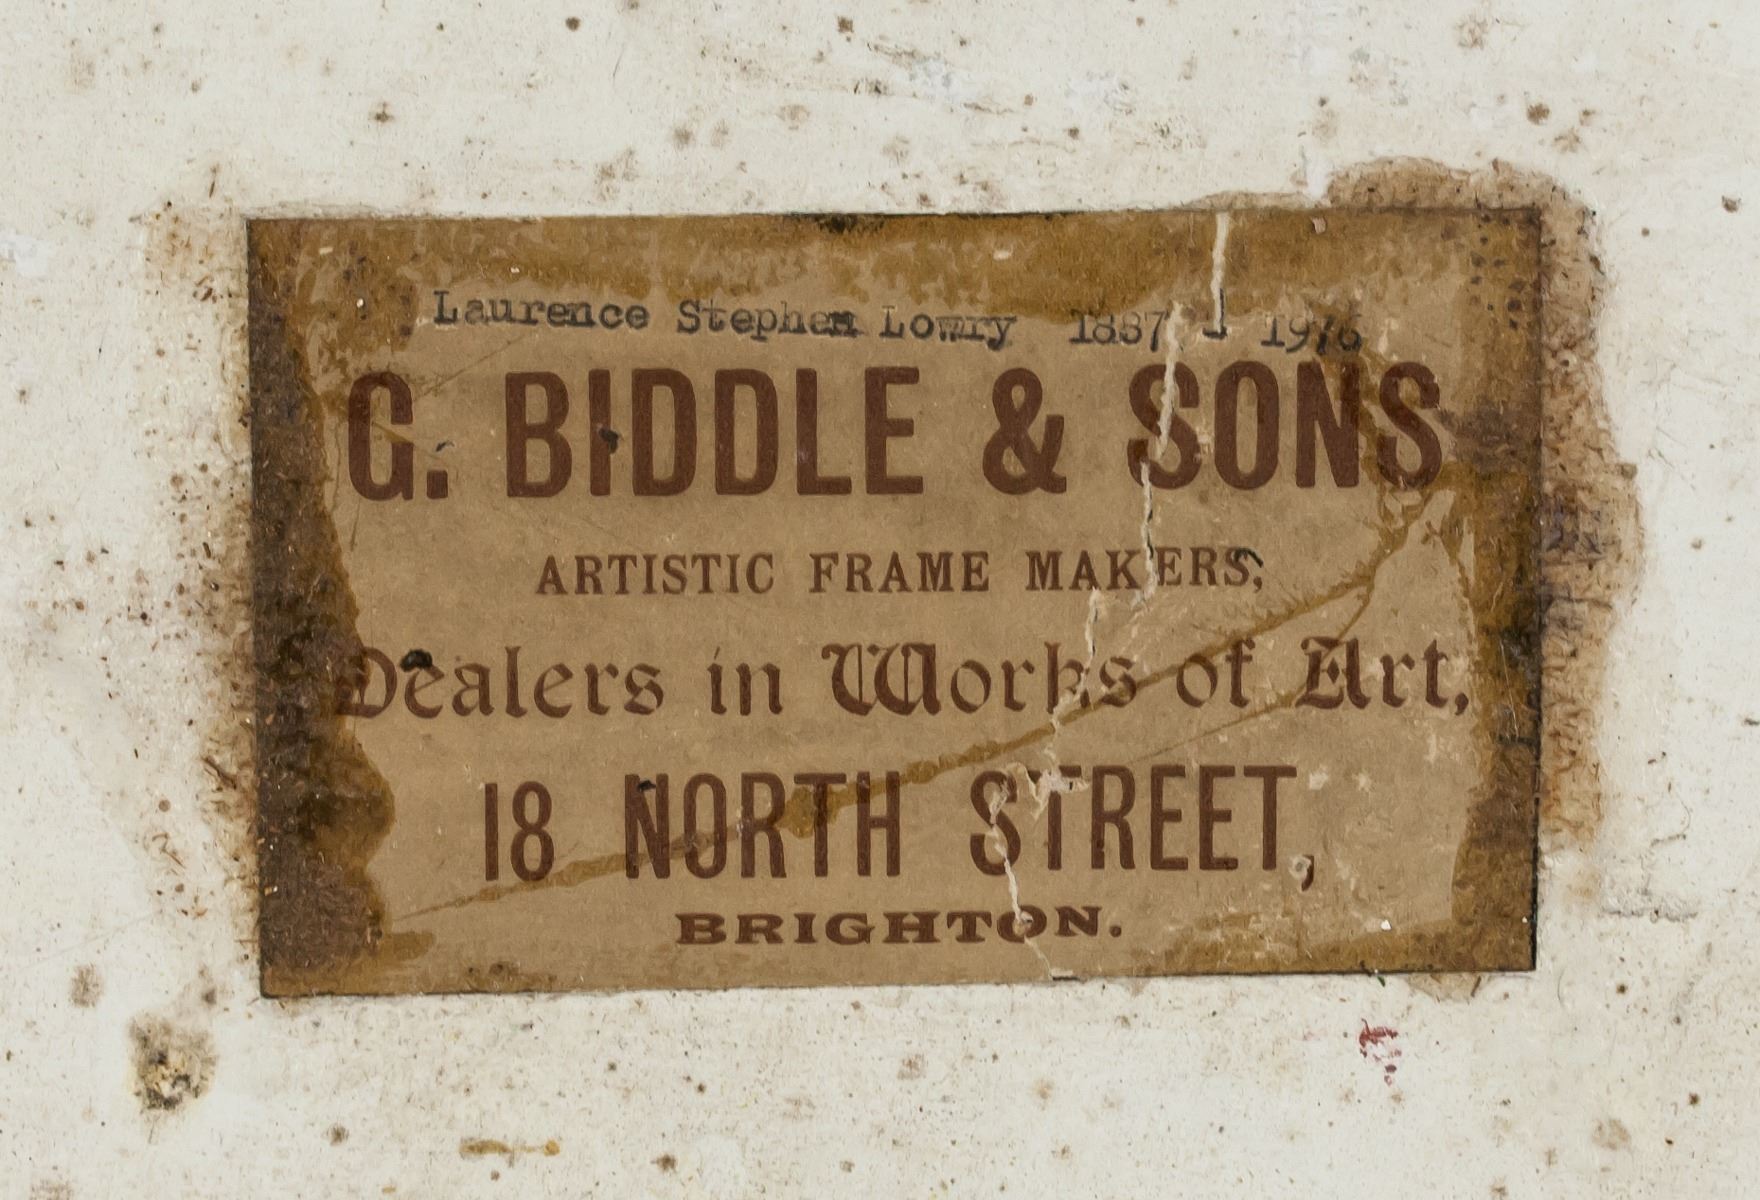 Laurence Stephen Lowry 1887 - 1976
G. BIDDLE & SONS
ARTISTIC FRAME MAKERS,
Dealers in Works of Art,
18 NORTH STREET,
BRIGHTON.